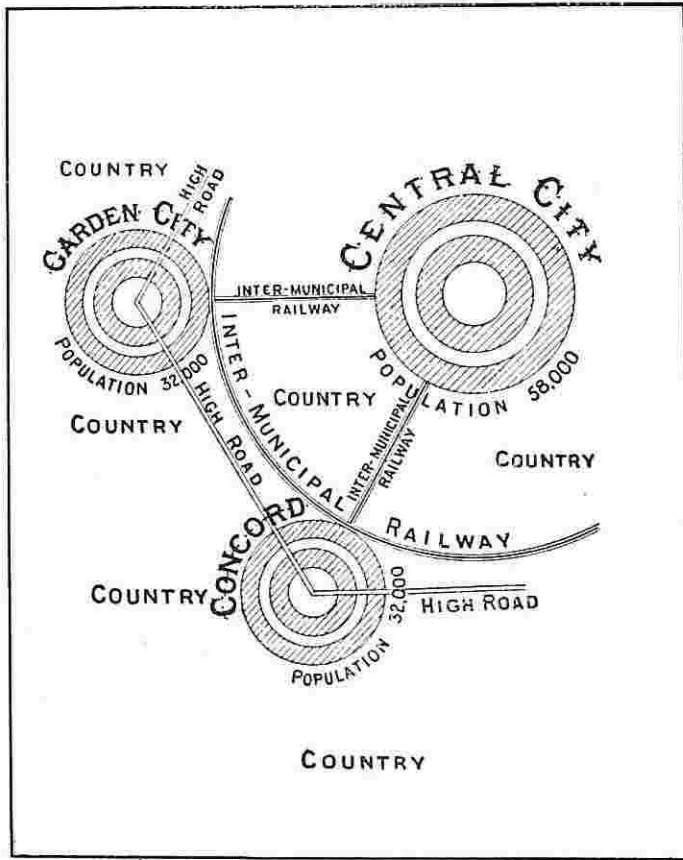 COUNTRY
HIGH
ROAD
GARDEN CITY
POPULATION 32,000
CENTRAL CITY
POPULATION 58,000
INTER-MUNICIPAL
RAILWAY
INTER-MUNICIPAL RAILWAY
COUNTRY
INTER-MUNICIPAL
RAILWAY
COUNTRY
HIGH ROAD
COUNTRY
CONCORD
POPULATION 32,000
COUNTRY
HIGH ROAD
COUNTRY